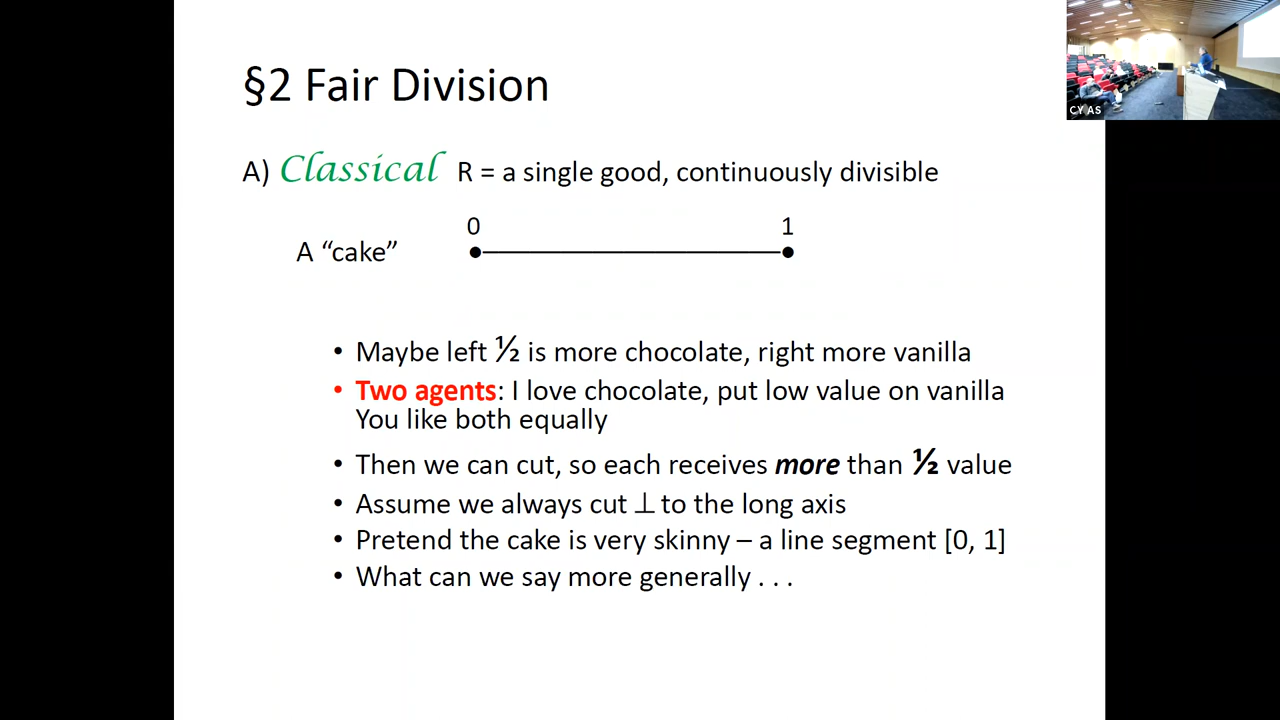 §2 Fair Division
CY AS
A) Classical R = a single good, continuously divisible
0 1
A “cake”
• Maybe left ½ is more chocolate, right more vanilla
• Two agents: I love chocolate, put low value on vanilla
You like both equally
• Then we can cut, so each receives more than ½ value
• Assume we always cut ⊥ to the long axis
• Pretend the cake is very skinny – a line segment [0, 1]
• What can we say more generally . . .